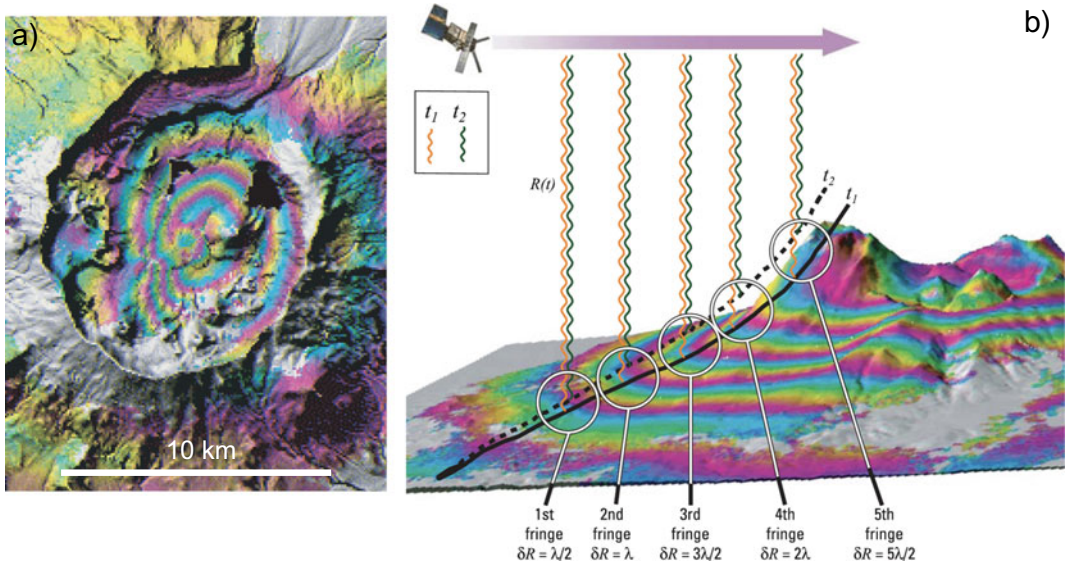 a)
b)
t₁ t₂
R(t)
t₂
t₁
10 km
1st
fringe
δR = λ/2
2nd
fringe
δR = λ
3rd
fringe
δR = 3λ/2
4th
fringe
δR = 2λ
5th
fringe
δR = 5λ/2